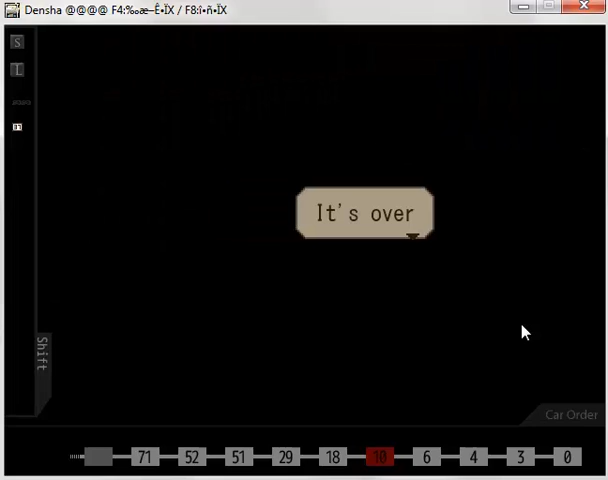 Densha @@@@ F4:‰æ–Ê•ÏX / F8:î•ñ•ÏX
S
L
37
It's over
Shift
Car Order
71 52 51 29 18 10 6 4 3 0